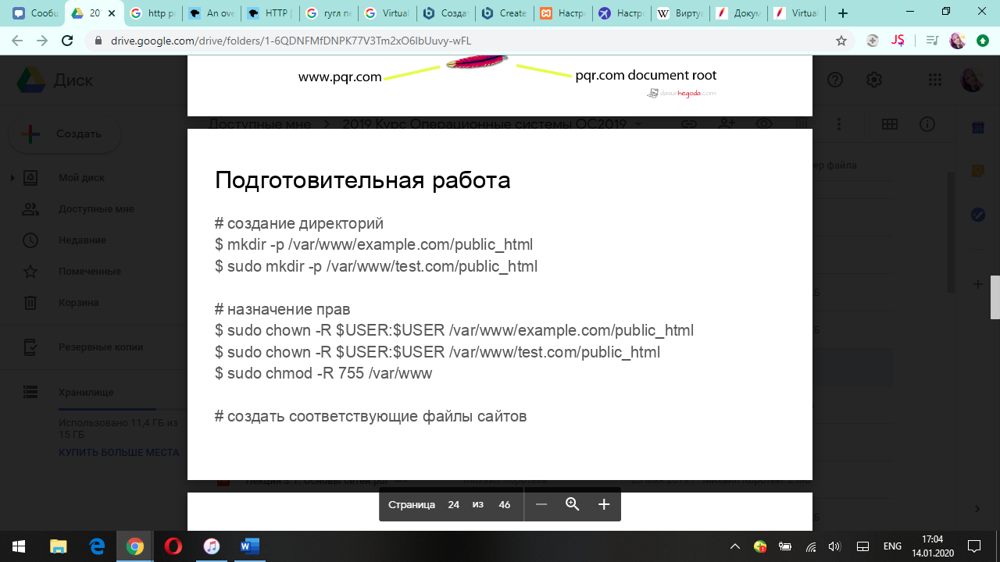 Сообщ
20
http р
An ove
HTTP
гугл пе
Virtual
Создат
Create
Настро
Настро
Виртуа
Докум
Virtual
drive.google.com/drive/folders/1-6QDNFMfDNPK77V3Tm2xO6IbUuvy-wFL
Диск
www.pqr.com
pqr.com document root
Доступные мне > 2019 Курс Операционные системы ОС2019
Создать
Мой диск
Доступные мне
Недавние
Помеченные
Корзина
Резервные копии
Хранилище
Использовано 11,4 ГБ из
15 ГБ
КУПИТЬ БОЛЬШЕ МЕСТА
Подготовительная работа
# создание директорий
$ mkdir -p /var/www/example.com/public_html
$ sudo mkdir -p /var/www/test.com/public_html
# назначение прав
$ sudo chown -R $USER:$USER /var/www/example.com/public_html
$ sudo chown -R $USER:$USER /var/www/test.com/public_html
$ sudo chmod -R 755 /var/www
# создать соответствующие файлы сайтов
ер файла
Лекция 3.1. Основы сетей.pdf
Страница 24 из 46
ENG
17:04
14.01.2020